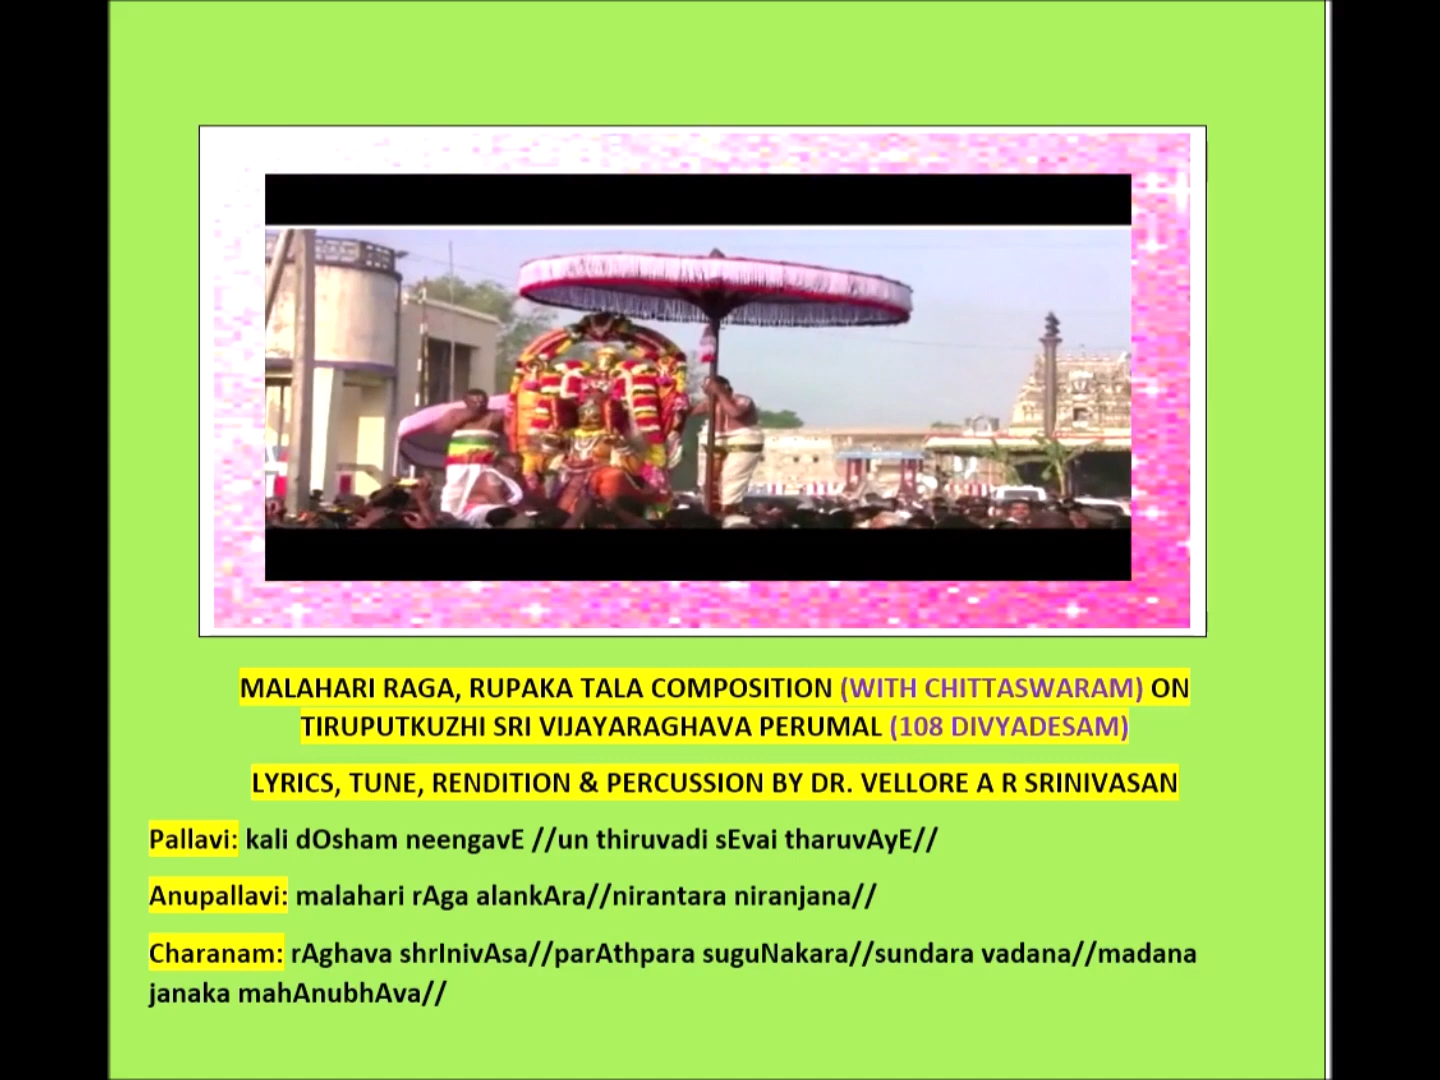 MALAHARI RAGA, RUPAKA TALA COMPOSITION (WITH CHITTASWARAM) ON
TIRUPUTKUZHI SRI VIJAYARAGHAVA PERUMAL (108 DIVYADESAM)
LYRICS, TUNE, RENDITION & PERCUSSION BY DR. VELLORE A R SRINIVASAN
Pallavi: kali dOsham neengavE //un thiruvadi sEvai tharuvAyE//
Anupallavi: malahari rAga alankAra//nirantara niranjana//
Charanam: rAghava shrInivAsa//parAthpara suguNakara//sundara vadana//madana
janaka mahAnubhAva//